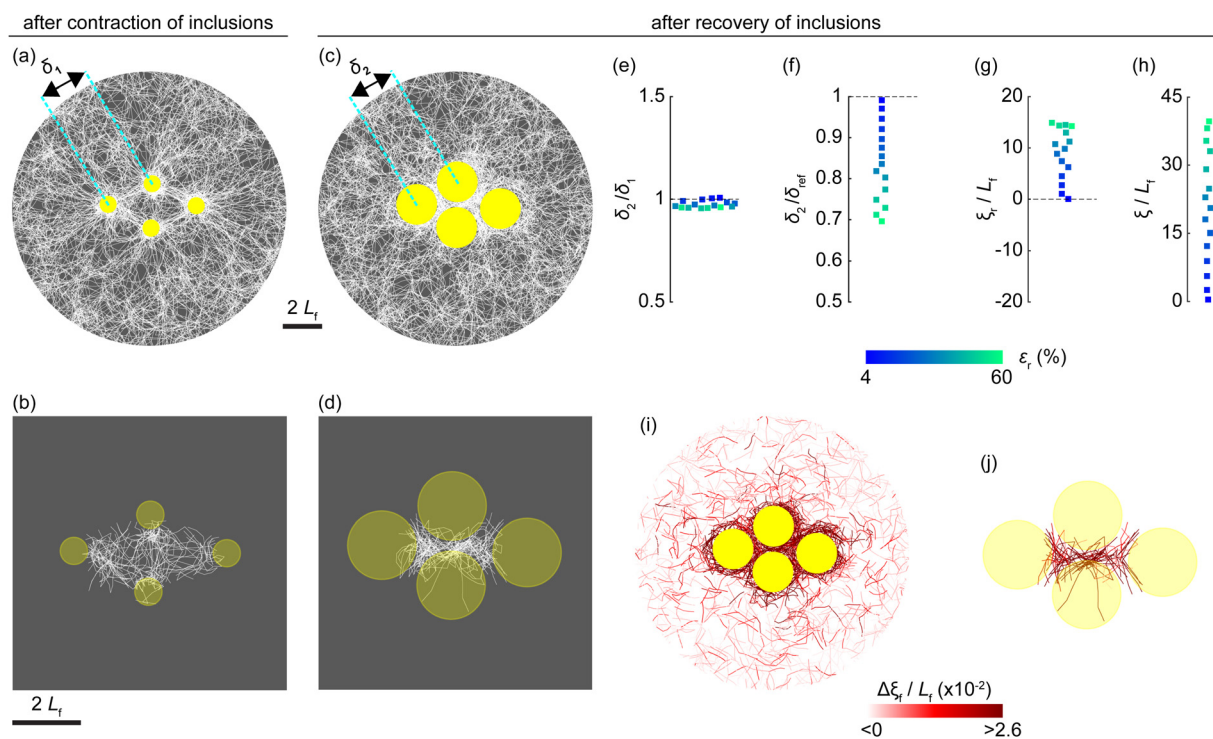 after contraction of inclusions
after recovery of inclusions
(a)
δ1
(c)
δ2
2 Lf
(e)
1.5
1
0.5
δ2/δ1
(f)
1
0.9
0.8
0.7
0.6
0.5
δ2/δref
(g)
20
10
0
-10
-20
ξr/ Lf
(h)
45
30
15
0
ξ/ Lf
εr (%)
4
60
(b)
2 Lf
(d)
(i)
(j)
Δξf / Lf (x10-2)
<0
>2.6